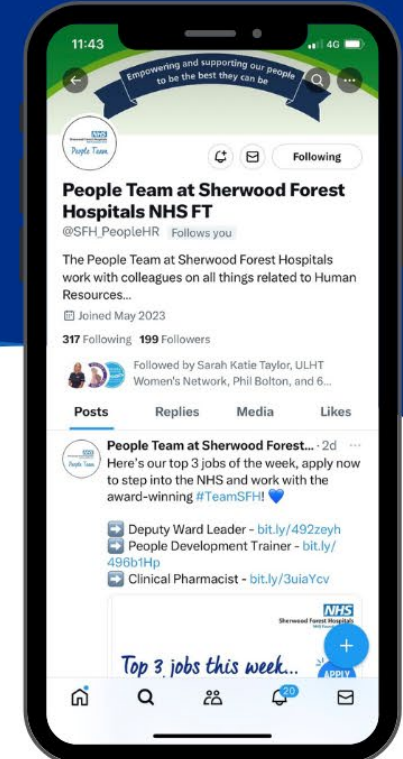 11:43
4G
Empowering and supporting our people
to be the best they can be
NHS
Sherwood Forest Hospitals
People Team
Following
People Team at Sherwood Forest
Hospitals NHS FT
@SFH_PeopleHR Follows you
The People Team at Sherwood Forest Hospitals
work with colleagues on all things related to Human
Resources...
Joined May 2023
317 Following 199 Followers
Followed by Sarah Katie Taylor, ULHT
Women's Network, Phil Bolton, and 6...
Posts Replies Media Likes
People Team at Sherwood Forest... · 2d
Here's our top 3 jobs of the week, apply now
to step into the NHS and work with the
award-winning #TeamSFH!
Deputy Ward Leader - bit.ly/492zeyh
People Development Trainer - bit.ly/
496b1Hp
Clinical Pharmacist - bit.ly/3uiaYcv
NHS
Sherwood Forest Hospitals
Top 3 jobs this week...
APPLY
20